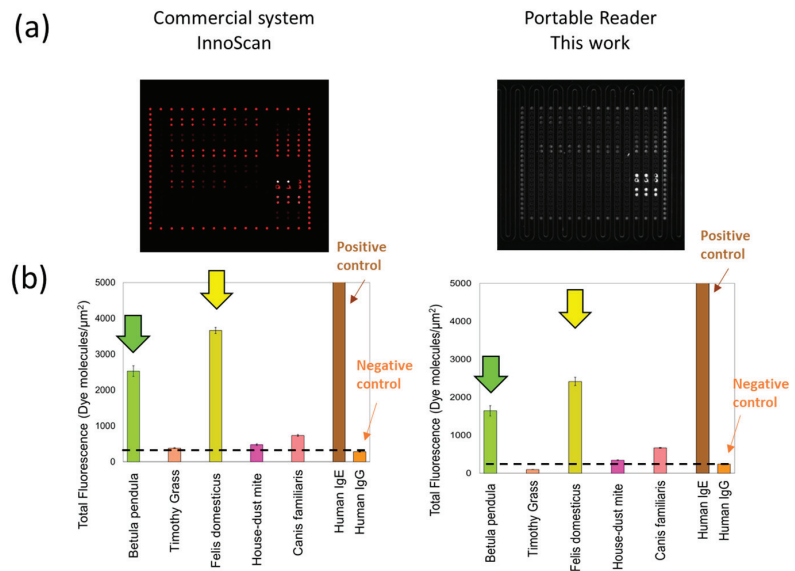 (a)
Commercial system
InnoScan
Portable Reader
This work
(b)
Positive
control
Negative
control
Total Fluorescence (Dye molecules/µm²)
5000
4000
3000
2000
1000
0
Betula pendula
Timothy Grass
Felis domesticus
House-dust mite
Canis familiaris
Human IgE
Human IgG
Positive
control
Negative
control
Total Fluorescence (Dye molecules/µm²)
5000
4000
3000
2000
1000
0
Betula pendula
Timothy Grass
Felis domesticus
House-dust mite
Canis familiaris
Human IgE
Human IgG